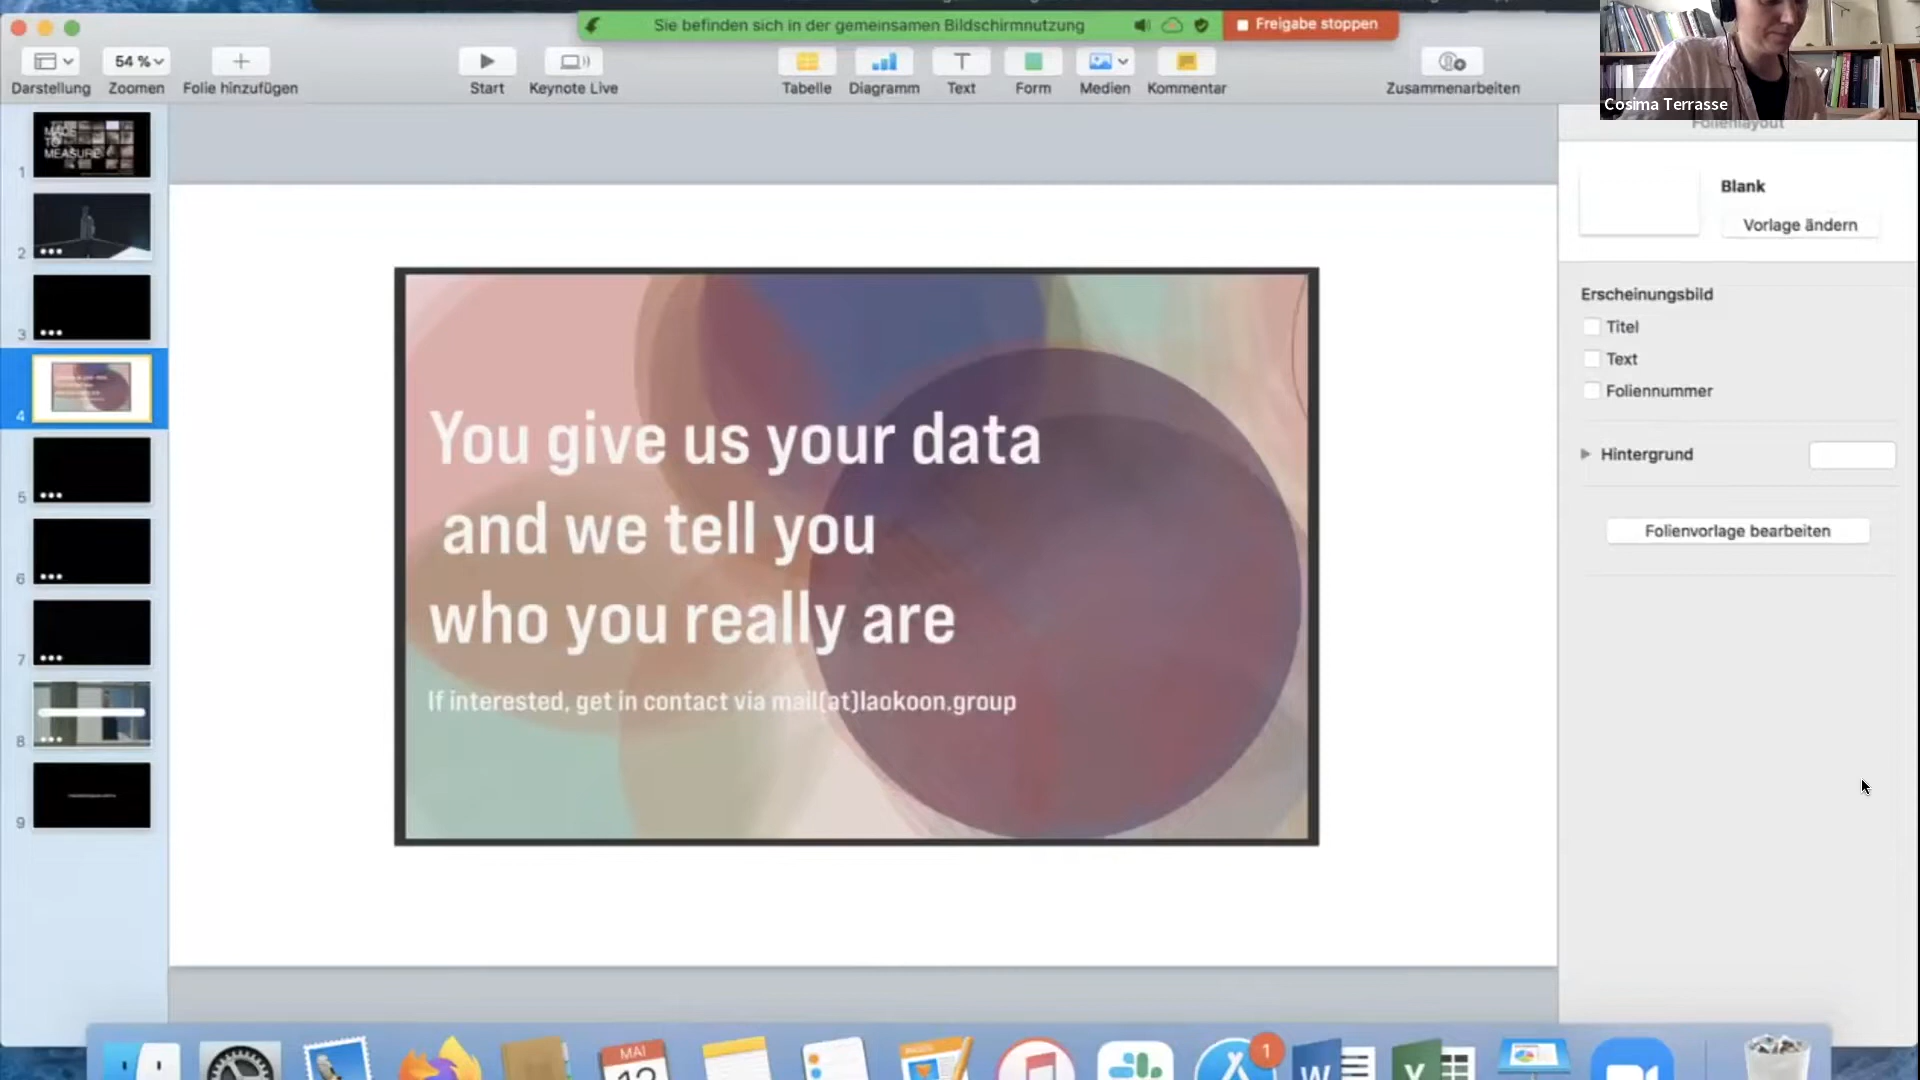 Sie befinden sich in der gemeinsamen Bildschirmnutzung
Freigabe stoppen
54 %
Darstellung
Zoomen
Folie hinzufügen
Start
Keynote Live
Tabelle
Diagramm
Text
Form
Medien
Kommentar
Zusammenarbeiten
Cosima Terrasse
Folienlayout
MADE
TO
MEASURE
1
2
3
4
5
6
7
8
9
You give us your data
and we tell you
who you really are
If interested, get in contact via mail(at)laokoon.group
Blank
Vorlage ändern
Erscheinungsbild
Titel
Text
Foliennummer
Hintergrund
Folienvorlage bearbeiten
MAI
1
W